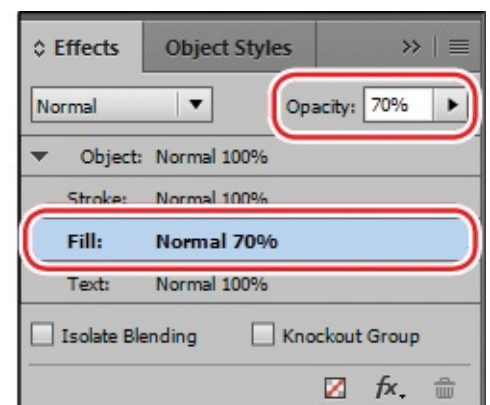 Effects Object Styles
Normal Opacity: 70%
Object: Normal 100%
Stroke: Normal 100%
Fill: Normal 70%
Text: Normal 100%
Isolate Blending Knockout Group
fx.